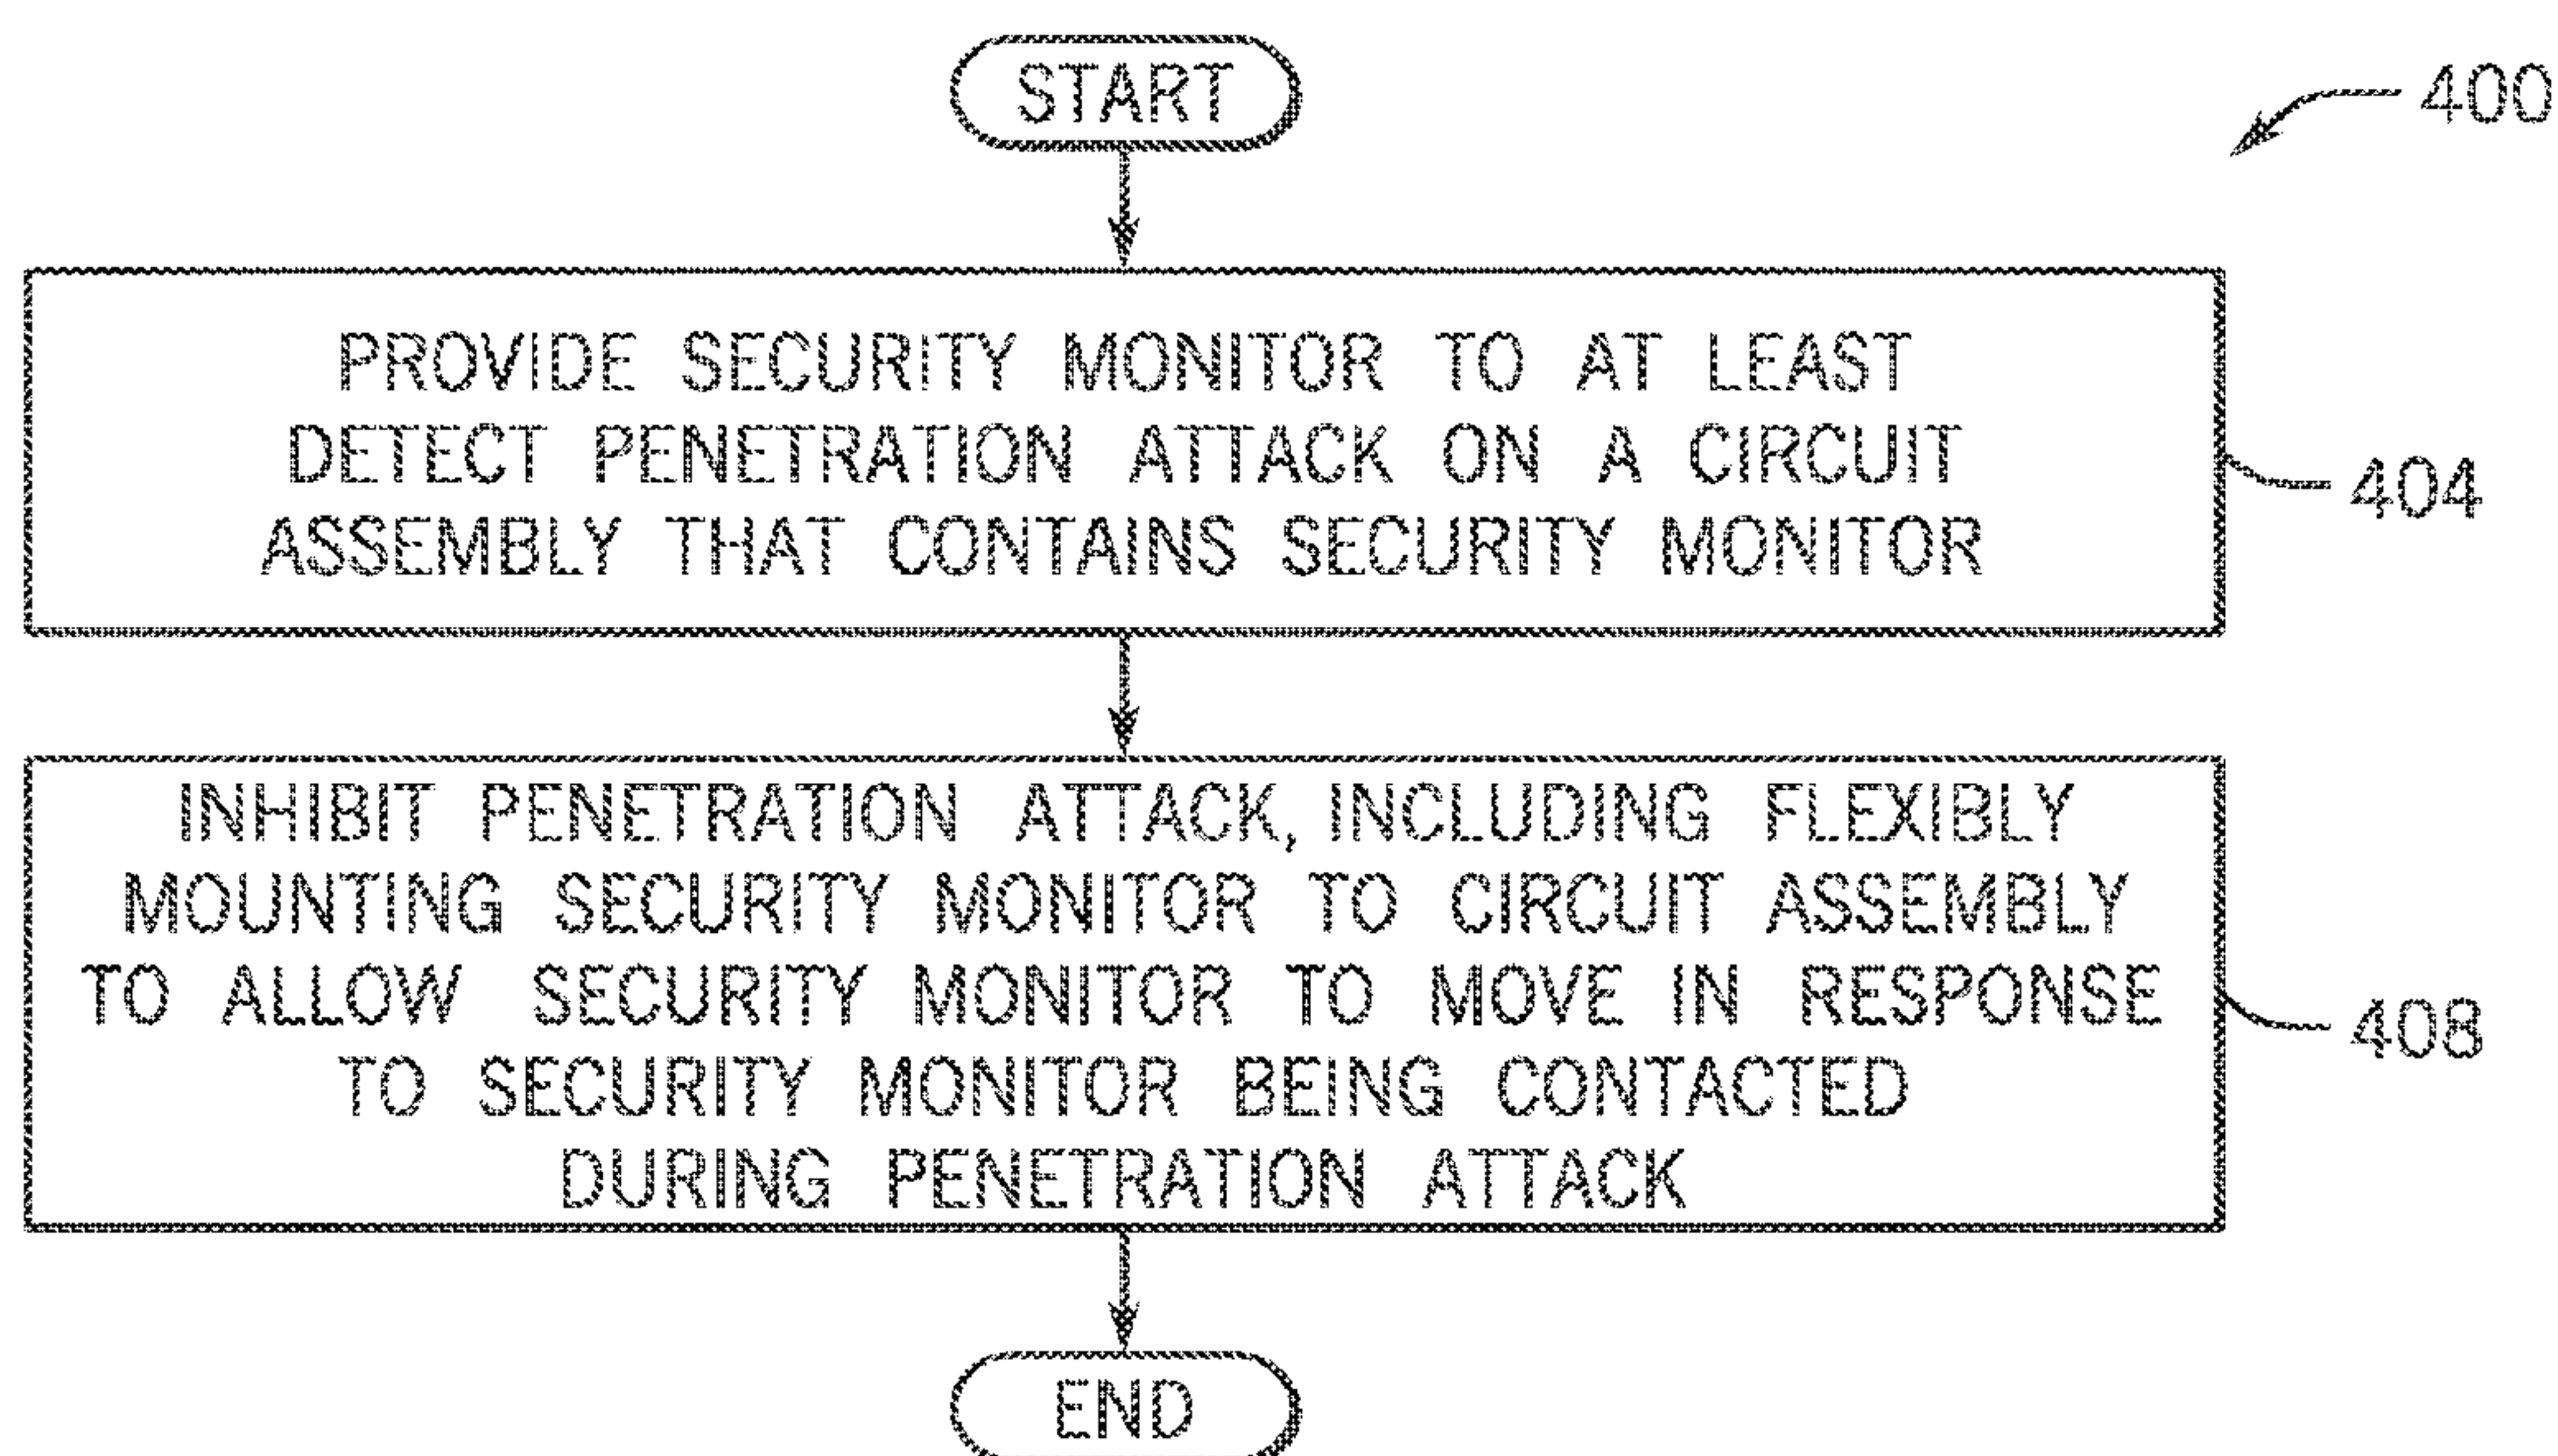 START
400
PROVIDE SECURITY MONITOR TO AT LEAST
DETECT PENETRATION ATTACK ON A CIRCUIT
ASSEMBLY THAT CONTAINS SECURITY MONITOR
404
INHIBIT PENETRATION ATTACK, INCLUDING FLEXIBLY
MOUNTING SECURITY MONITOR TO CIRCUIT ASSEMBLY
TO ALLOW SECURITY MONITOR TO MOVE IN RESPONSE
TO SECURITY MONITOR BEING CONTACTED
DURING PENETRATION ATTACK
408
END